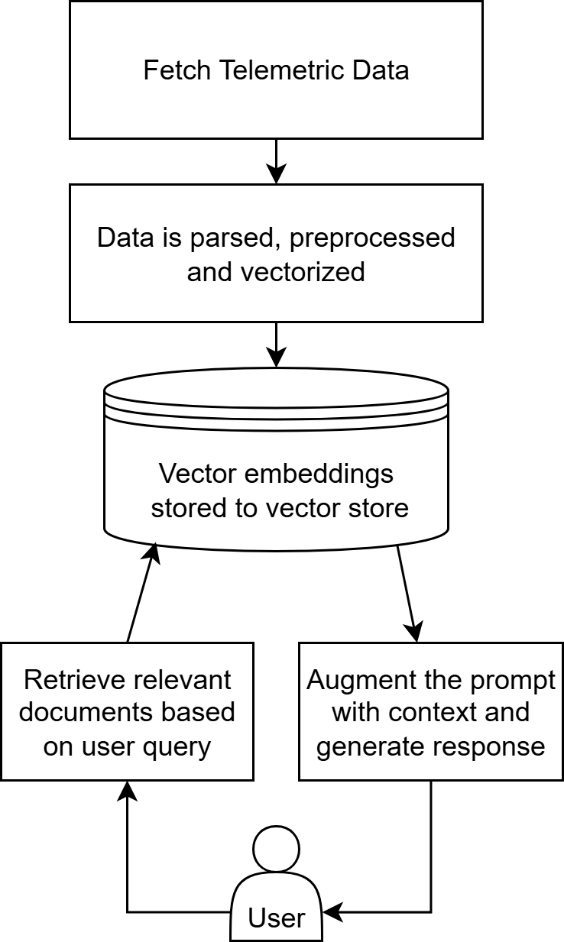 Fetch Telemetric Data
Data is parsed, preprocessed
and vectorized
Vector embeddings
stored to vector store
Retrieve relevant
documents based
on user query
Augment the prompt
with context and
generate response
User